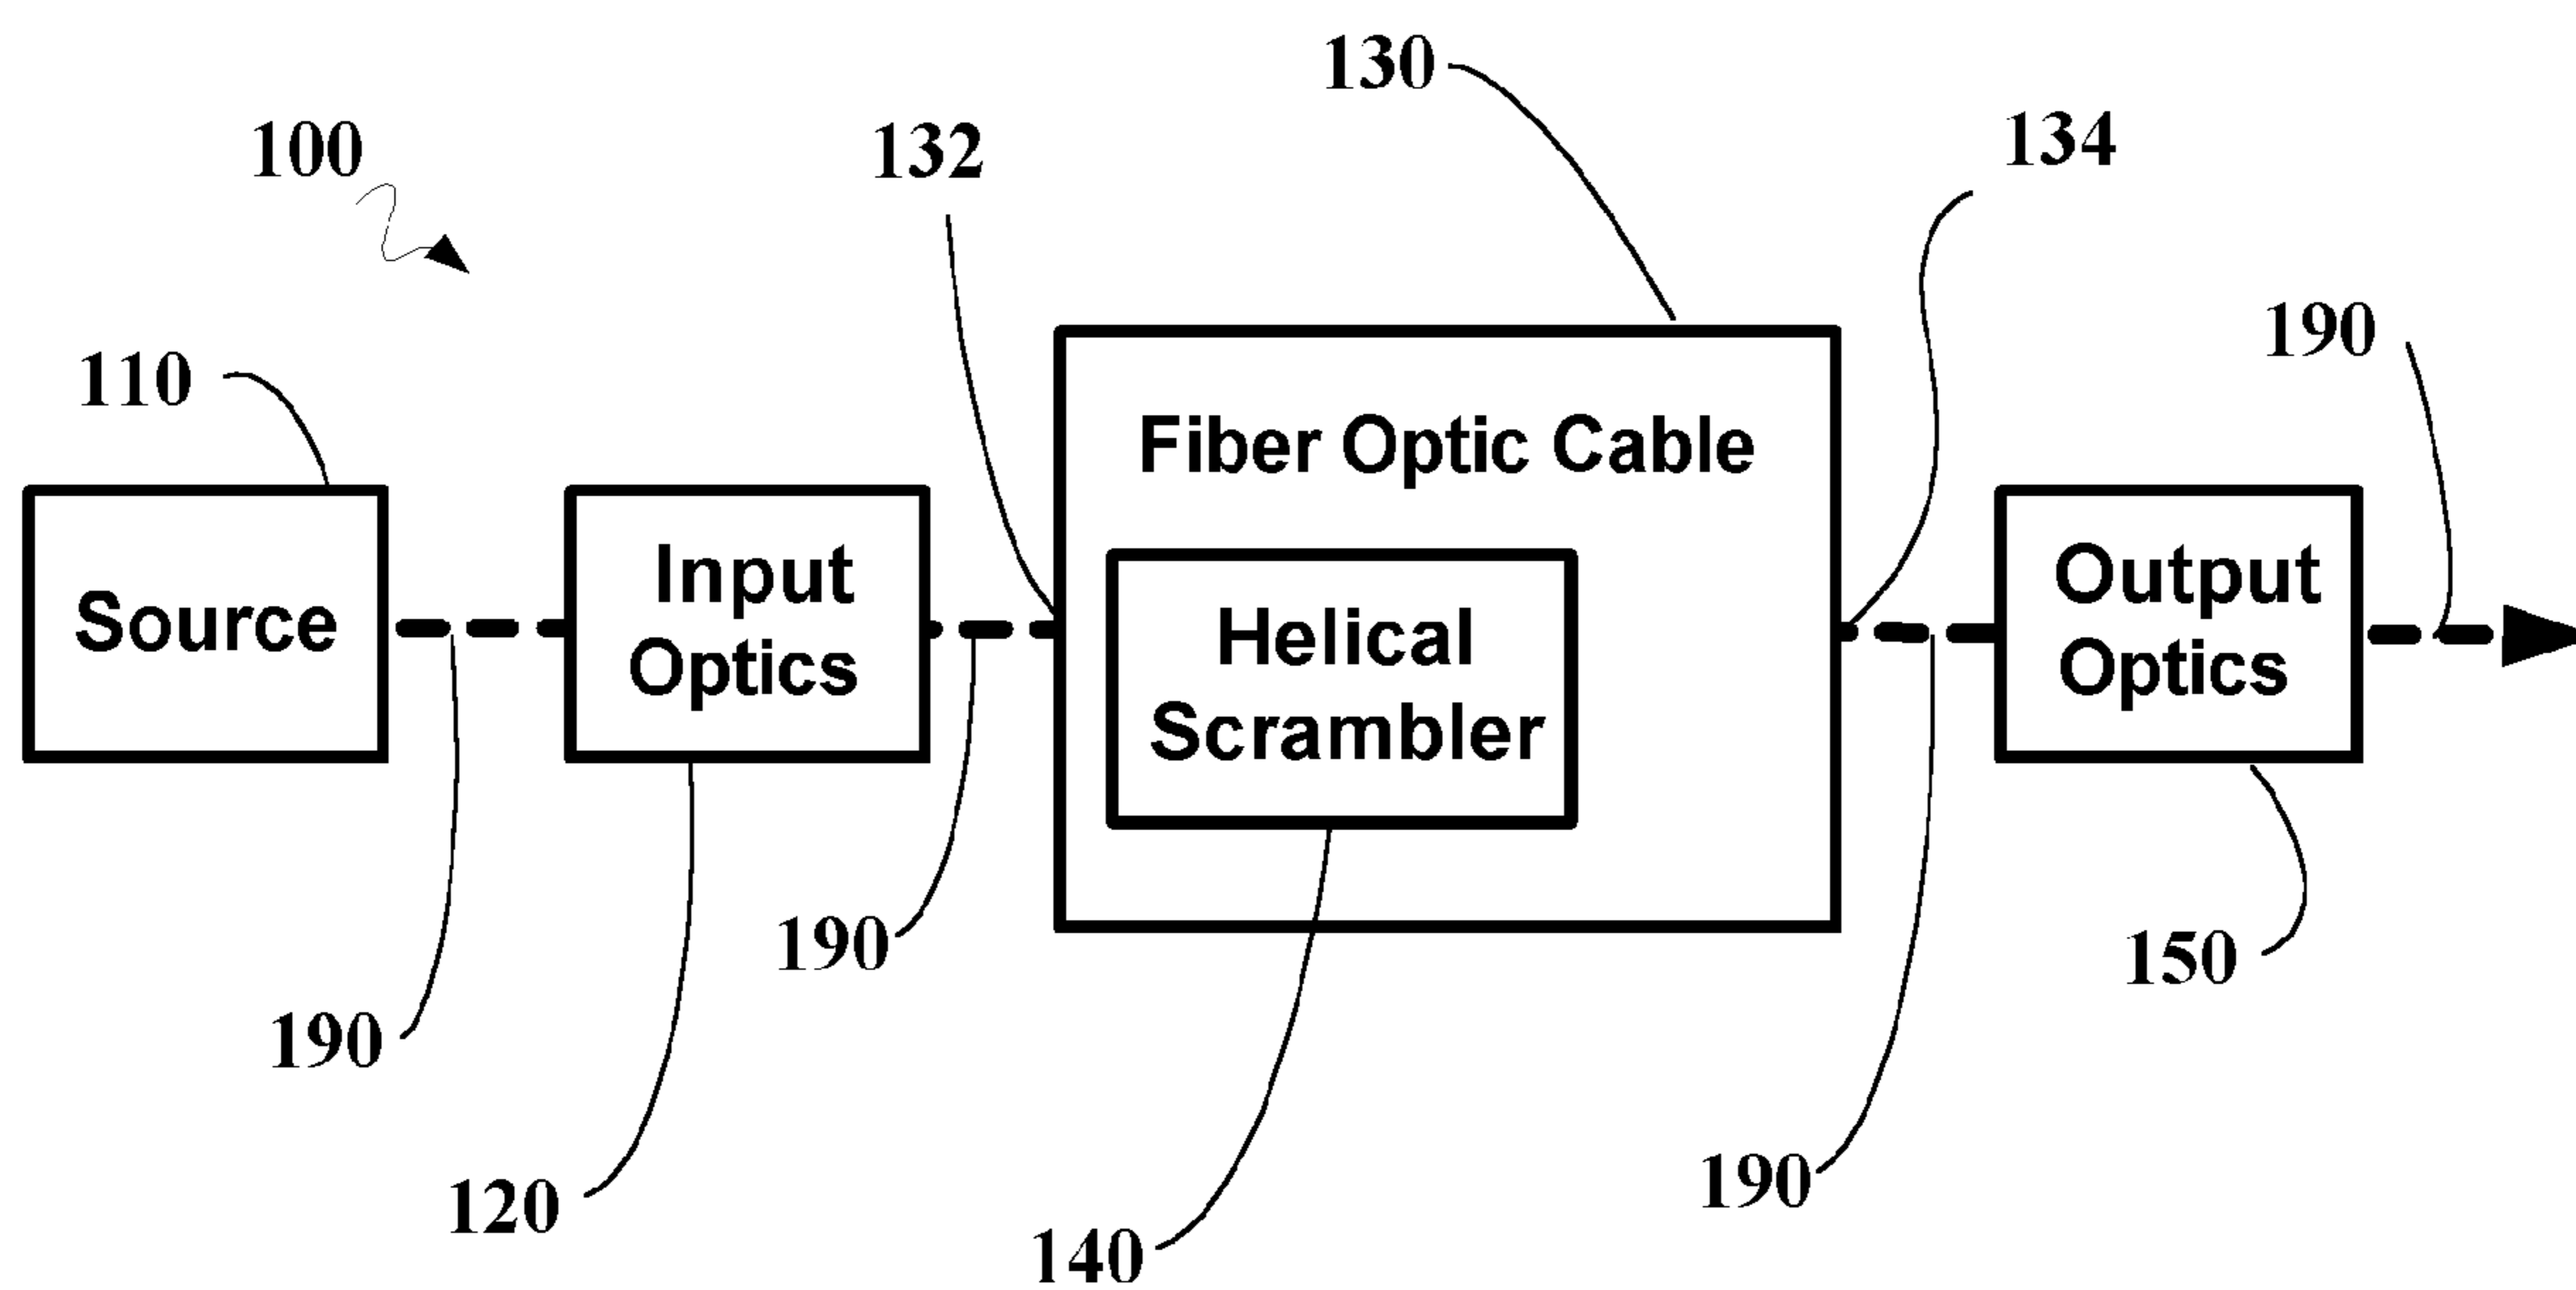 130
100
132
134
190
110
Fiber Optic Cable
Source
Input
Optics
Helical
Scrambler
Output
Optics
190
150
190
120
190
140